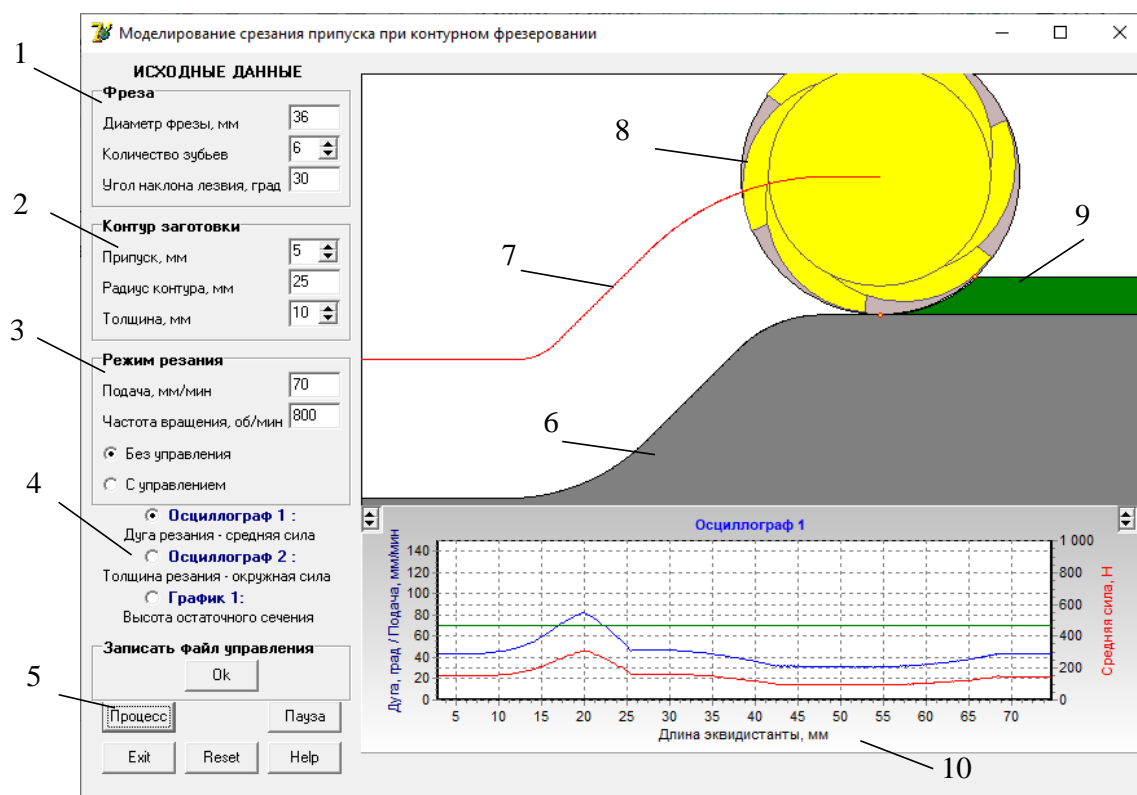 Моделирование срезания припуска при контурном фрезеровании
1
ИСХОДНЫЕ ДАННЫЕ
Фреза
Диаметр фрезы, мм 36
Количество зубьев 6
Угол наклона лезвия, град 30
2
Контур заготовки
Припуск, мм 5
Радиус контура, мм 25
Толщина, мм 10
3
Режим резания
Подача, мм/мин 70
Частота вращения, об/мин 800
Без управления
С управлением
4
Осциллограф 1 :
Дуга резания - средняя сила
Осциллограф 2 :
Толщина резания - окружная сила
График 1:
Высота остаточного сечения
Записать файл управления
Ok
5
Процесс Пауза
Exit Reset Help
8
9
7
6
Осциллограф 1
Дуга, град / Подача, мм/мин
140
120
100
80
60
40
20
0
1 000
800
600
400
200
0
Средняя сила, Н
5 10 15 20 25 30 35 40 45 50 55 60 65 70
Длина эквидистанты, мм
10